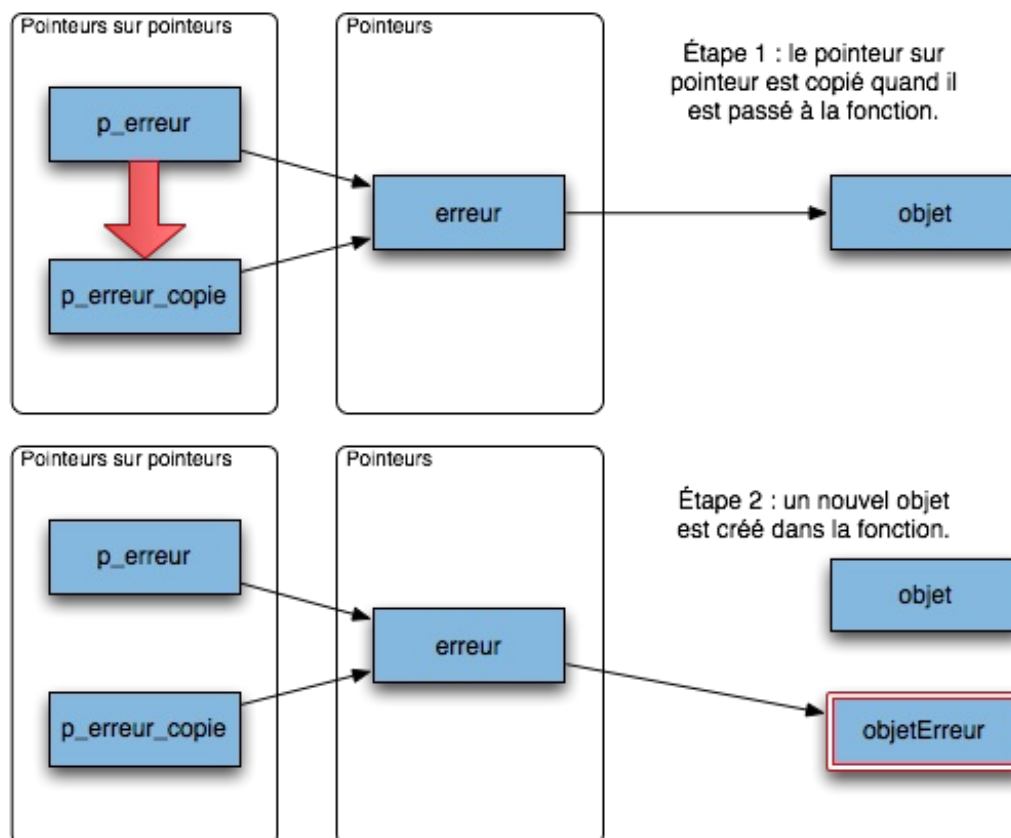 Pointeurs sur pointeurs
Pointeurs
Étape 1 : le pointeur sur
pointeur est copié quand il
est passé à la fonction.
p_erreur
erreur
objet
p_erreur_copie
Pointeurs sur pointeurs
Pointeurs
Étape 2 : un nouvel objet
est créé dans la fonction.
p_erreur
objet
erreur
p_erreur_copie
objetErreur